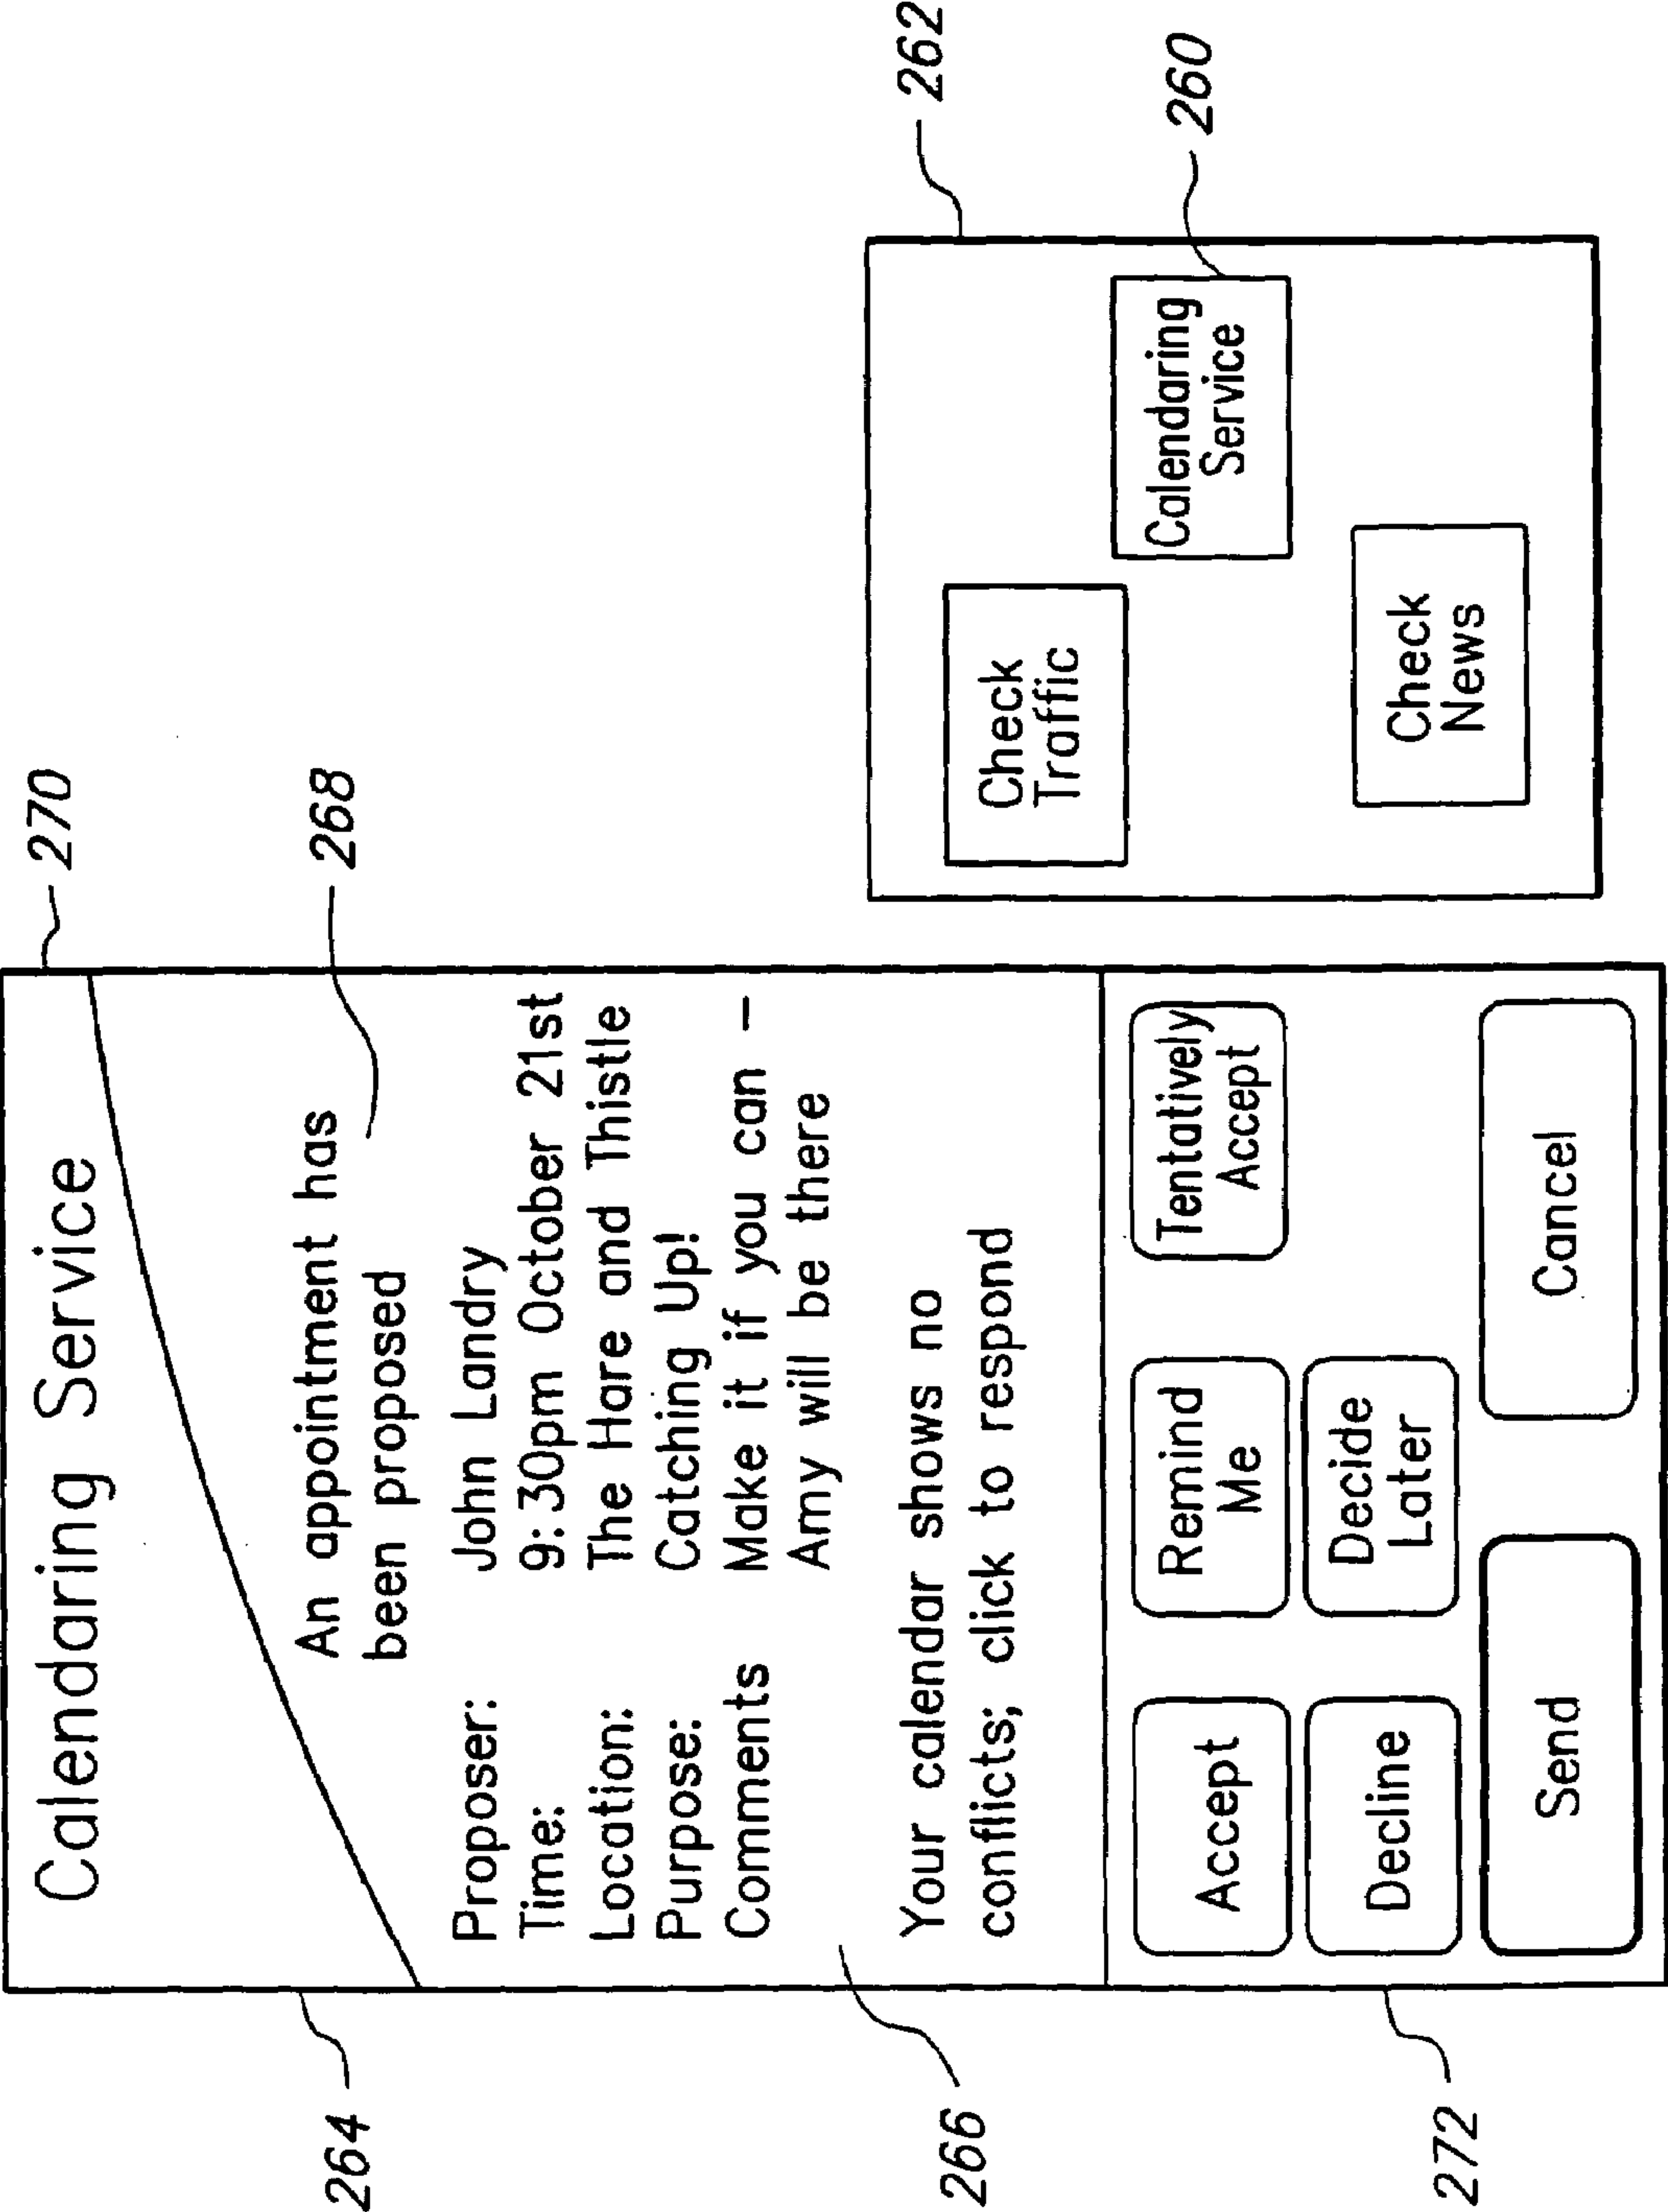 Calendaring Service
270
264
An appointment has
been proposed
268
Proposer: John Landry
Time: 9:30pm October 21st
Location: The Hare and Thistle
Purpose: Catching Up!
Comments Make it if you can –
Amy will be there
266
Your calendar shows no
conflicts; click to respond
Accept
Remind
Me
Tentatively
Accept
Decline
Decide
Later
272
Send
Cancel
262
Check
Traffic
Calendaring
Service
260
Check
News